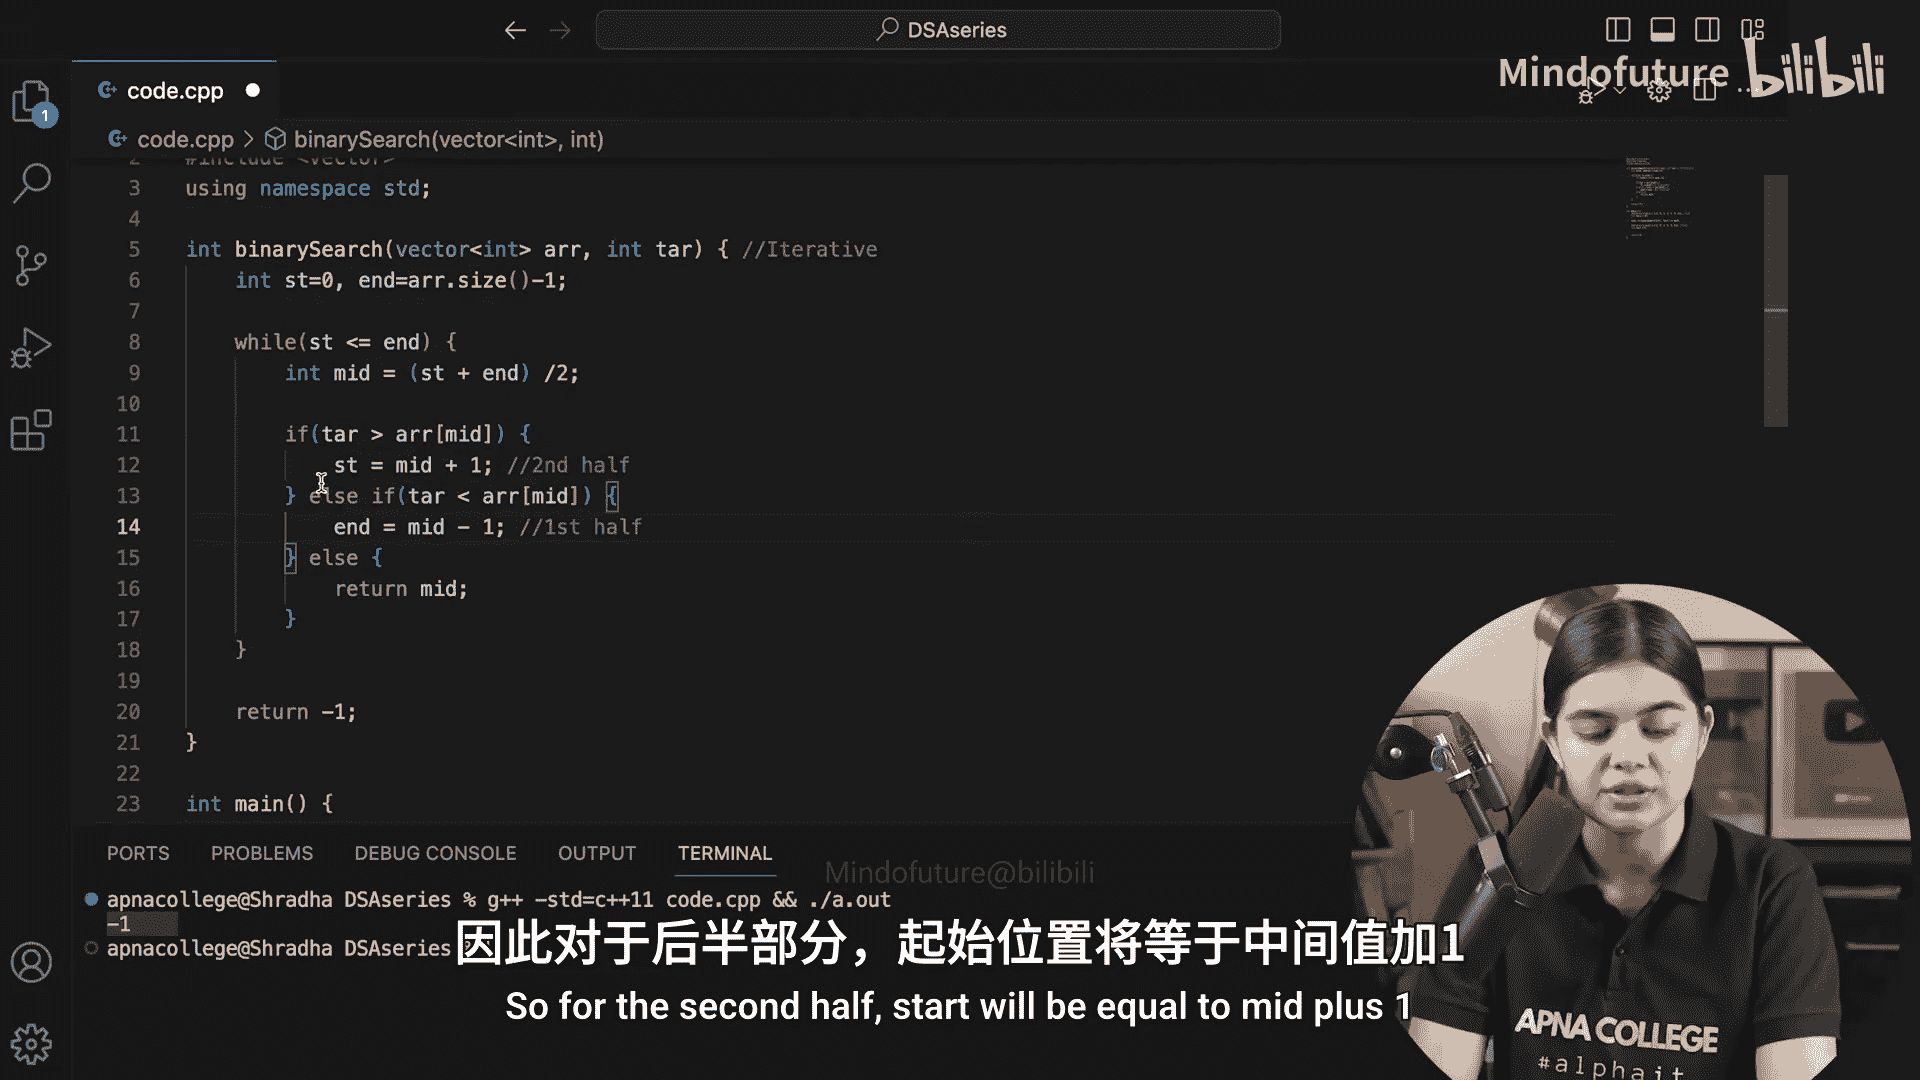 DSAseries
Mindofuture bilibili
code.cpp
1
code.cpp > binarySearch(vector<int>, int)
2 #include <vector>
3 using namespace std;
4
5 int binarySearch(vector<int> arr, int tar) { //Iterative
6 int st=0, end=arr.size()-1;
7
8 while(st <= end) {
9 int mid = (st + end) /2;
10
11 if(tar > arr[mid]) {
12 st = mid + 1; //2nd half
13 } else if(tar < arr[mid]) {
14 end = mid - 1; //1st half
15 } else {
16 return mid;
17 }
18 }
19
20 return -1;
21 }
22
23 int main() {
PORTS PROBLEMS DEBUG CONSOLE OUTPUT TERMINAL
Mindofuture@bilibili
apnacollege@Shradha DSAseries % g++ -std=c++11 code.cpp && ./a.out
-1
apnacollege@Shradha DSAseries
因此对于后半部分，起始位置将等于中间值加1
So for the second half, start will be equal to mid plus 1
APNA COLLEGE